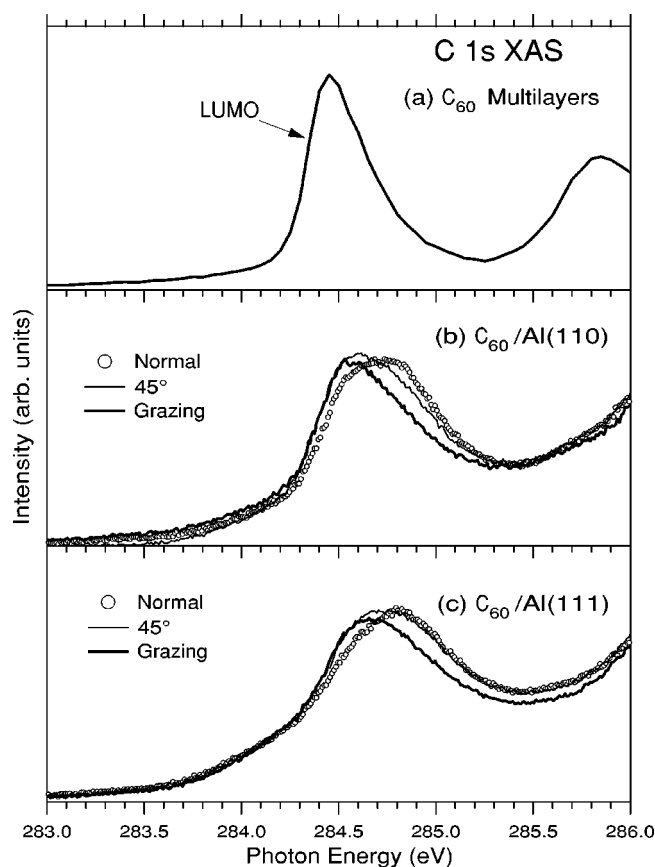 C 1s XAS
(a) C₆₀ Multilayers
LUMO
(b) C₆₀/Al(110)
Normal
45°
Grazing
(c) C₆₀/Al(111)
Normal
45°
Grazing
Intensity (arb. units)
283.0 283.5 284.0 284.5 285.0 285.5 286.0
Photon Energy (eV)